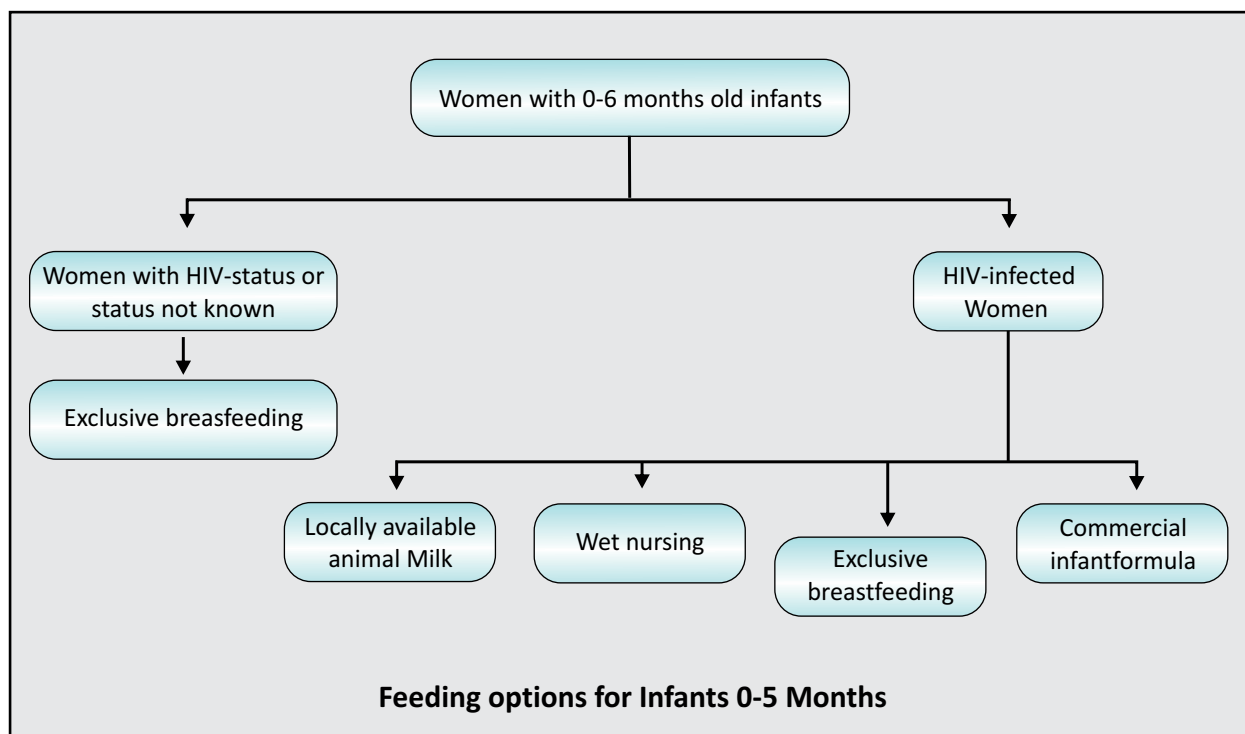 Women with 0-6 months old infants
Women with HIV-status or
status not known
HIV-infected
Women
Exclusive breasfeeding
Locally available
animal Milk
Wet nursing
Exclusive
breastfeeding
Commercial
infantformula
Feeding options for Infants 0-5 Months